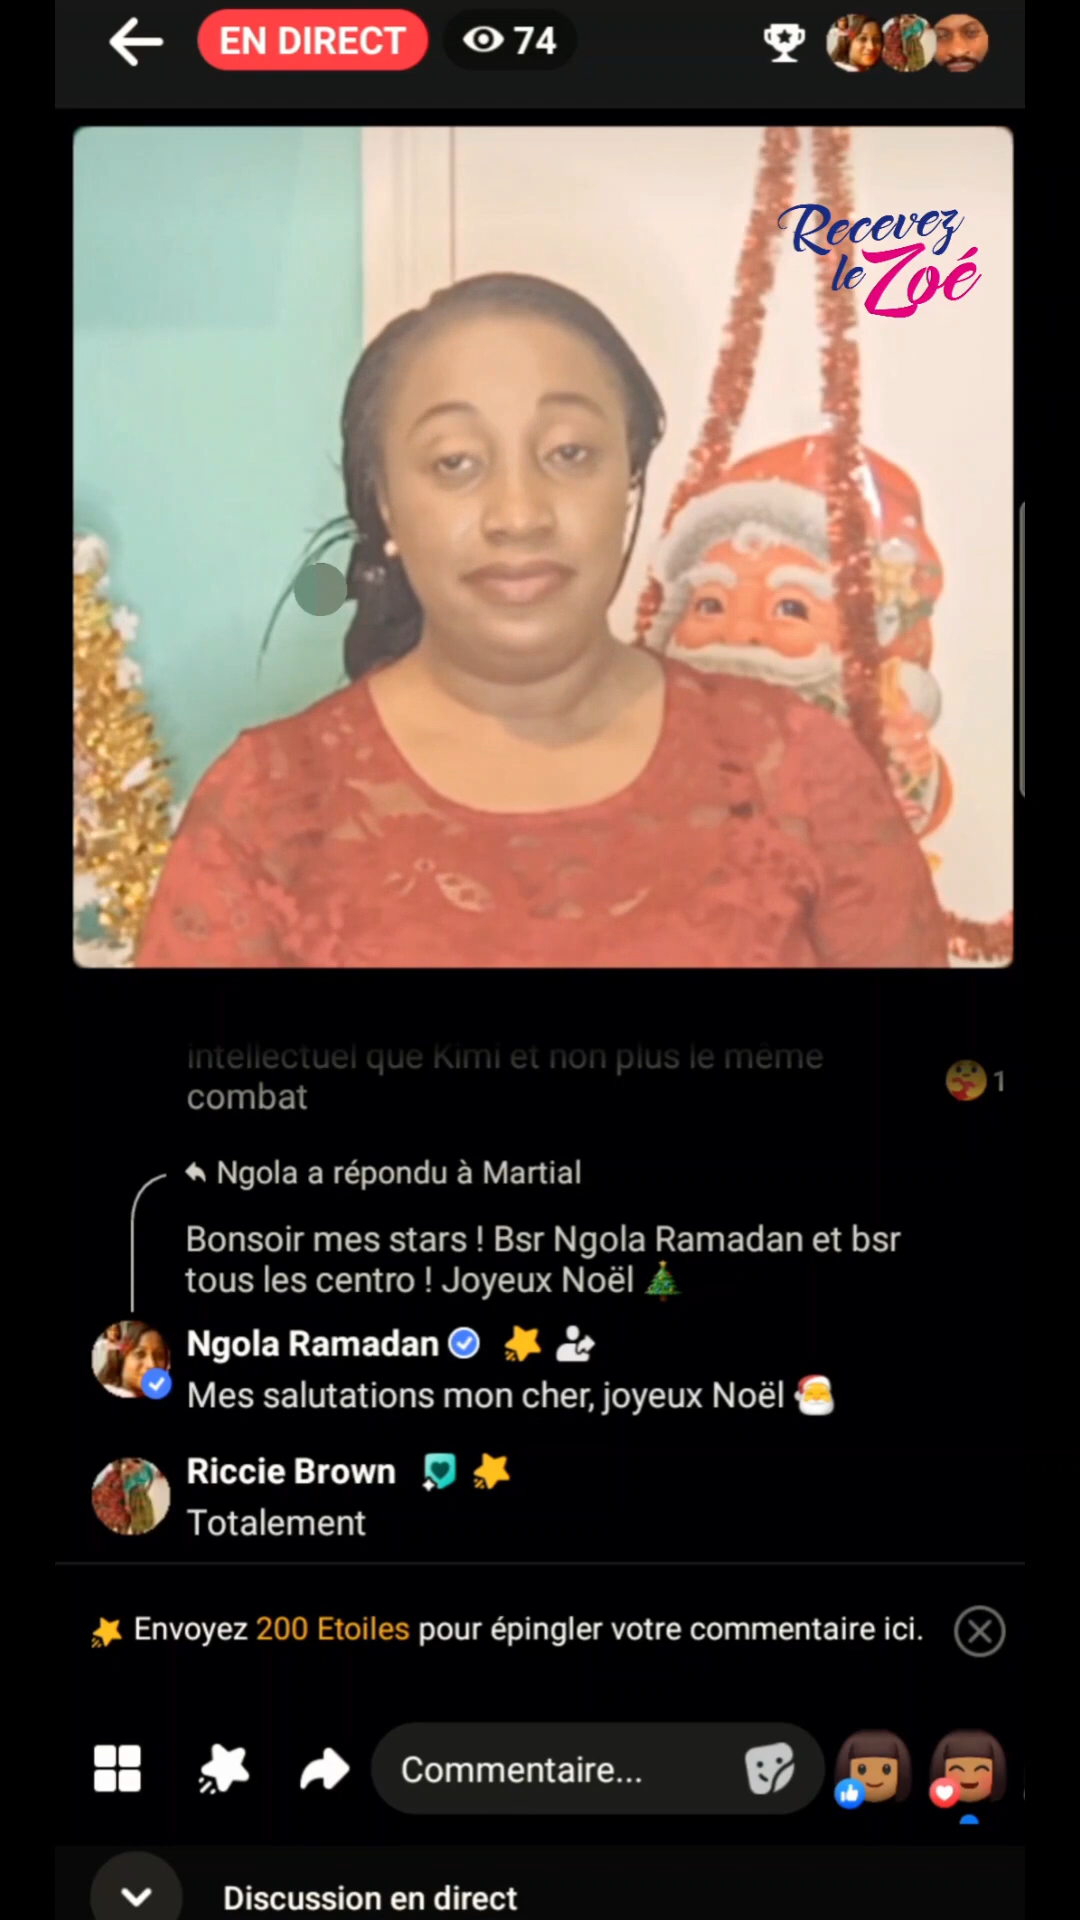 EN DIRECT
74
Recevez
le Zoé
intellectuel que Kimi et non plus le même
combat
1
Ngola a répondu à Martial
Bonsoir mes stars ! Bsr Ngola Ramadan et bsr
tous les centro ! Joyeux Noël 🎄
Ngola Ramadan
Mes salutations mon cher, joyeux Noël 🎅
Riccie Brown
Totalement
Envoyez 200 Etoiles pour épingler votre commentaire ici.
Commentaire...
Discussion en direct